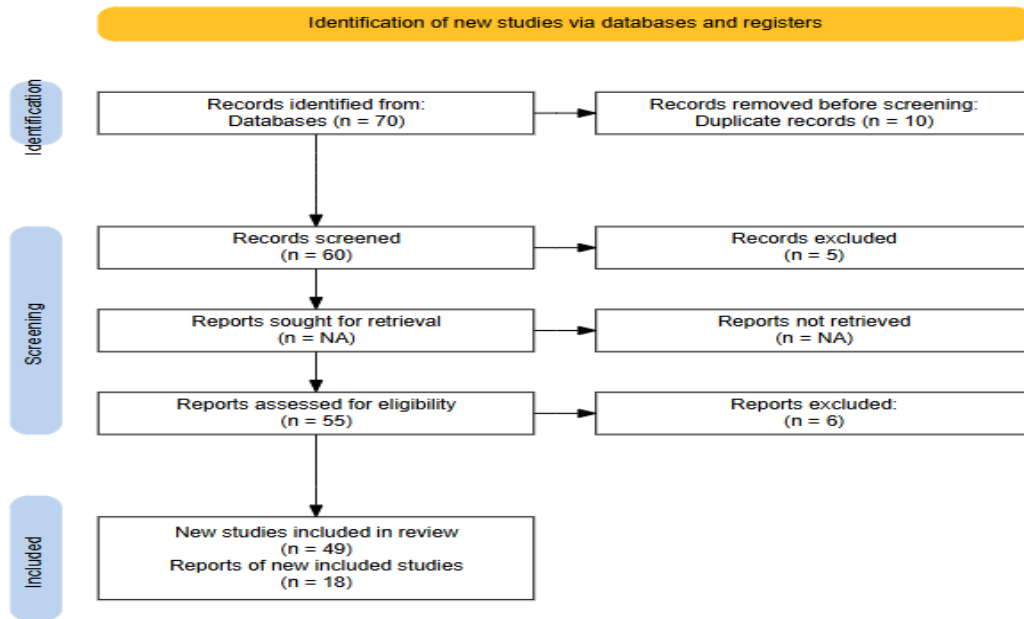 Identification of new studies via databases and registers
Identification
Records identified from:
Databases (n = 70)
Records removed before screening:
Duplicate records (n = 10)
Screening
Records screened
(n = 60)
Records excluded
(n = 5)
Reports sought for retrieval
(n = NA)
Reports not retrieved
(n = NA)
Reports assessed for eligibility
(n = 55)
Reports excluded:
(n = 6)
Included
New studies included in review
(n = 49)
Reports of new included studies
(n = 18)